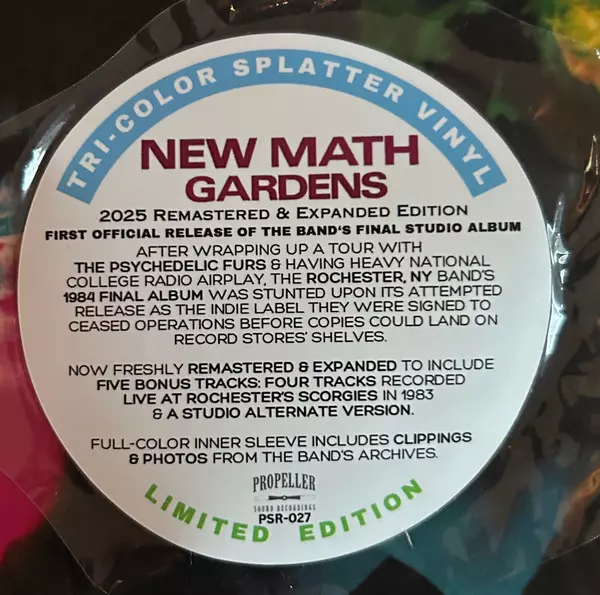 TRI-COLOR SPLATTER VINYL
NEW MATH
GARDENS
2025 REMASTERED & EXPANDED EDITION
FIRST OFFICIAL RELEASE OF THE BAND'S FINAL STUDIO ALBUM
AFTER WRAPPING UP A TOUR WITH
THE PSYCHEDELIC FURS & HAVING HEAVY NATIONAL
COLLEGE RADIO AIRPLAY, THE ROCHESTER, NY BAND'S
1984 FINAL ALBUM WAS STUNTED UPON ITS ATTEMPTED
RELEASE AS THE INDIE LABEL THEY WERE SIGNED TO
CEASED OPERATIONS BEFORE COPIES COULD LAND ON
RECORD STORES' SHELVES.
NOW FRESHLY REMASTERED & EXPANDED TO INCLUDE
FIVE BONUS TRACKS: FOUR TRACKS RECORDED
LIVE AT ROCHESTER'S SCORGIES IN 1983
& A STUDIO ALTERNATE VERSION.
FULL-COLOR INNER SLEEVE INCLUDES CLIPPINGS
& PHOTOS FROM THE BAND'S ARCHIVES.
PROPELLER
SOUND RECORDINGS
PSR-027
LIMITED EDITION